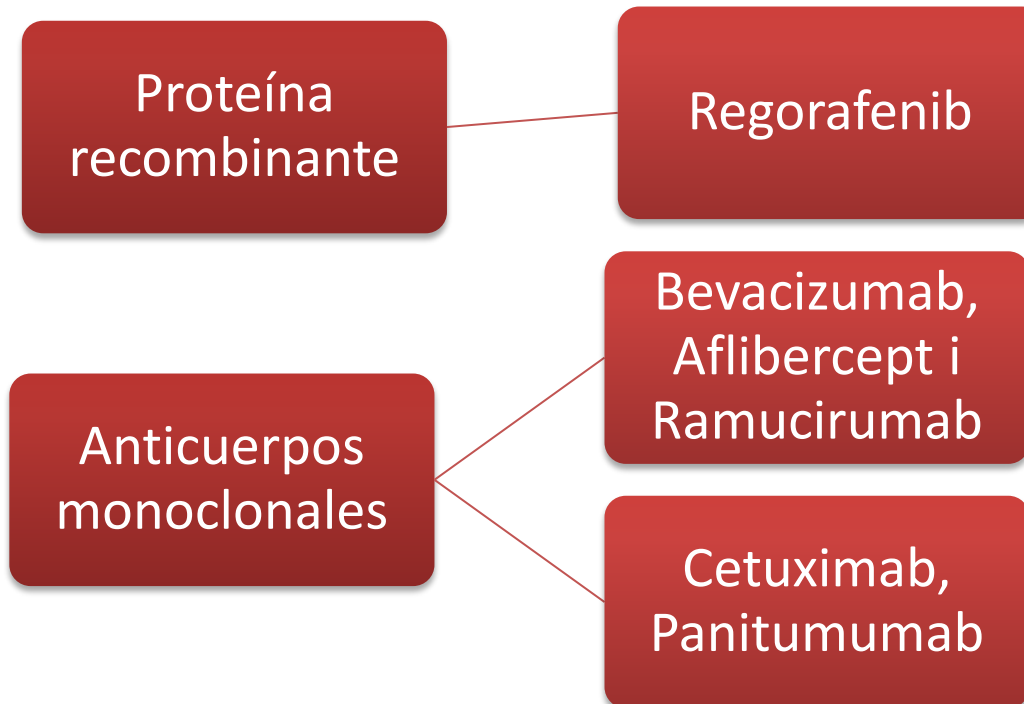 Proteína
recombinante
Regorafenib
Anticuerpos
monoclonales
Bevacizumab,
Aflibercept i
Ramucirumab
Cetuximab,
Panitumumab